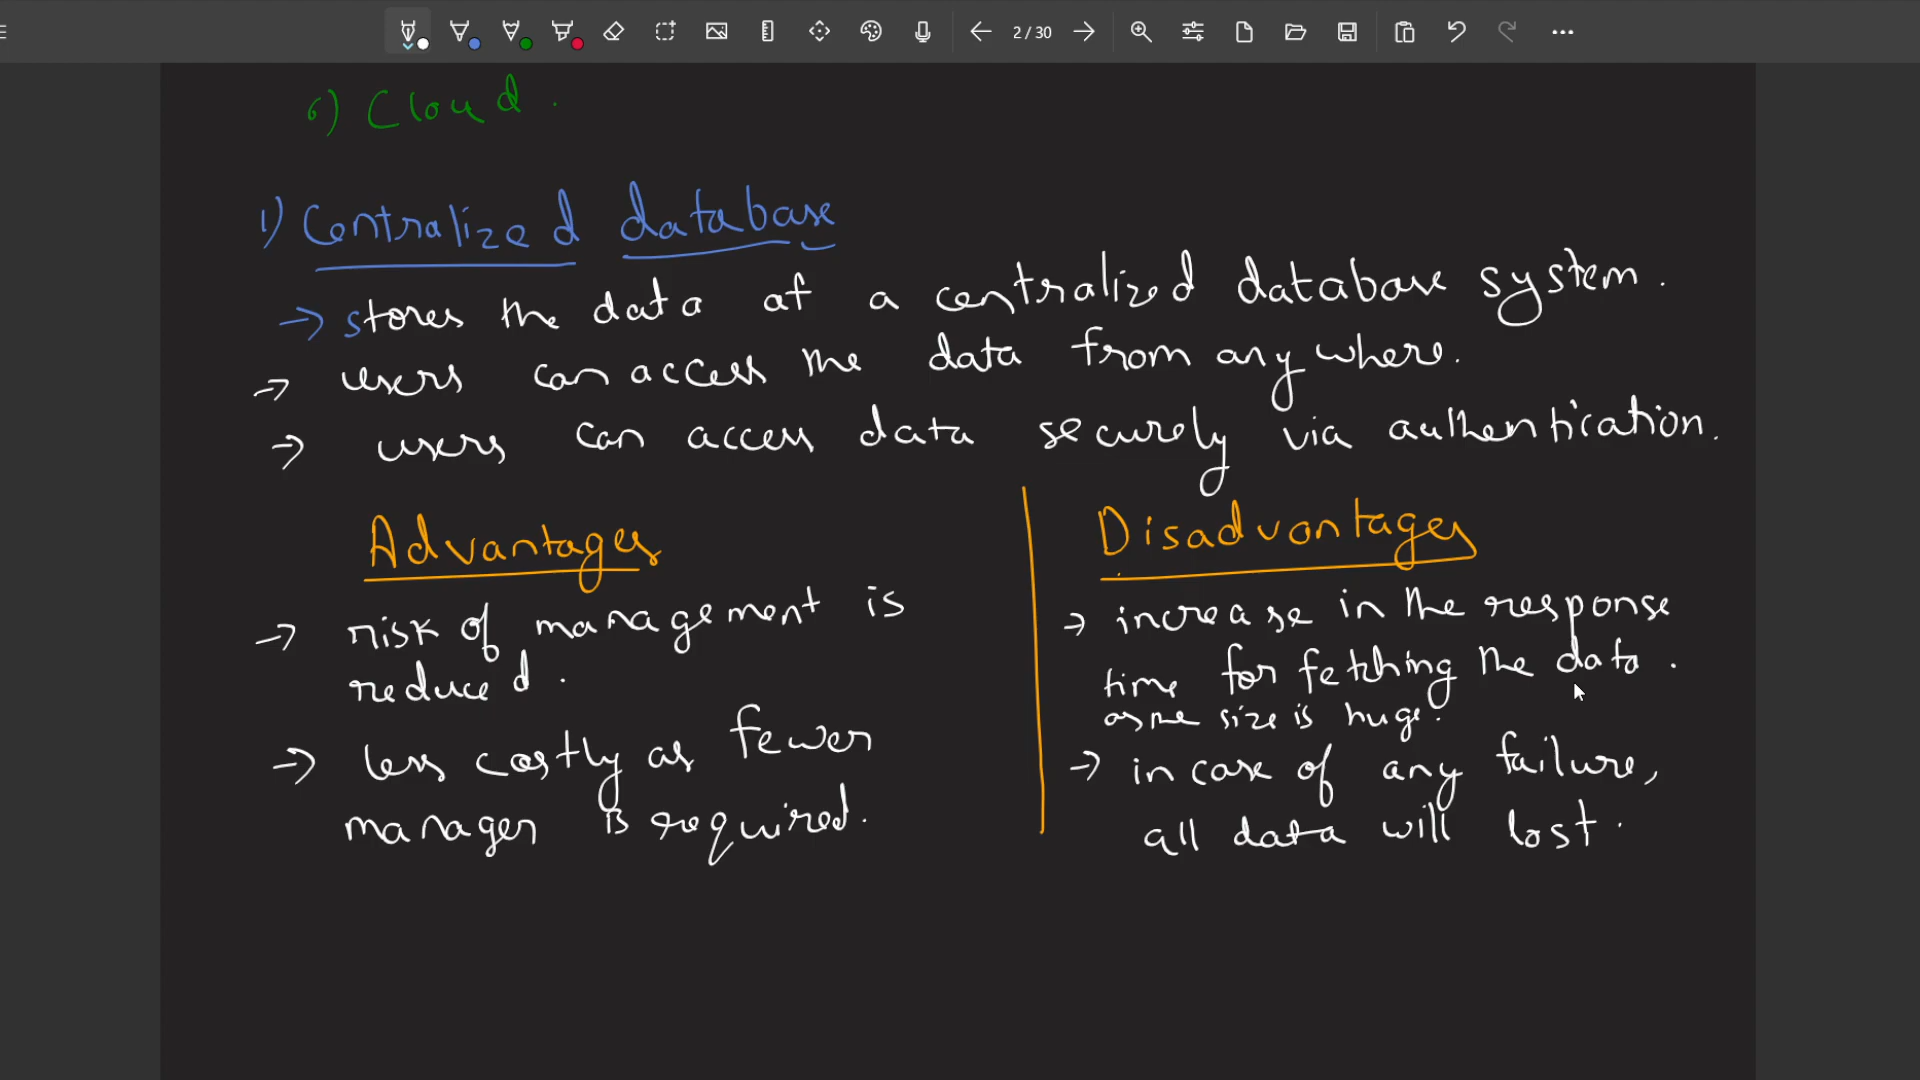 2 / 30
6) Cloud.
1) Centralized database
→ stores the data at a centralized database system.
→ users can access the data from anywhere.
→ users can access data securely via authentication.
Advantages
→ risk of management is
reduced.
→ less costly as fewer
manager is required.
Disadvantages
→ increase in the response
time for fetching the data.
as the size is huge.
→ in case of any failure,
all data will lost.